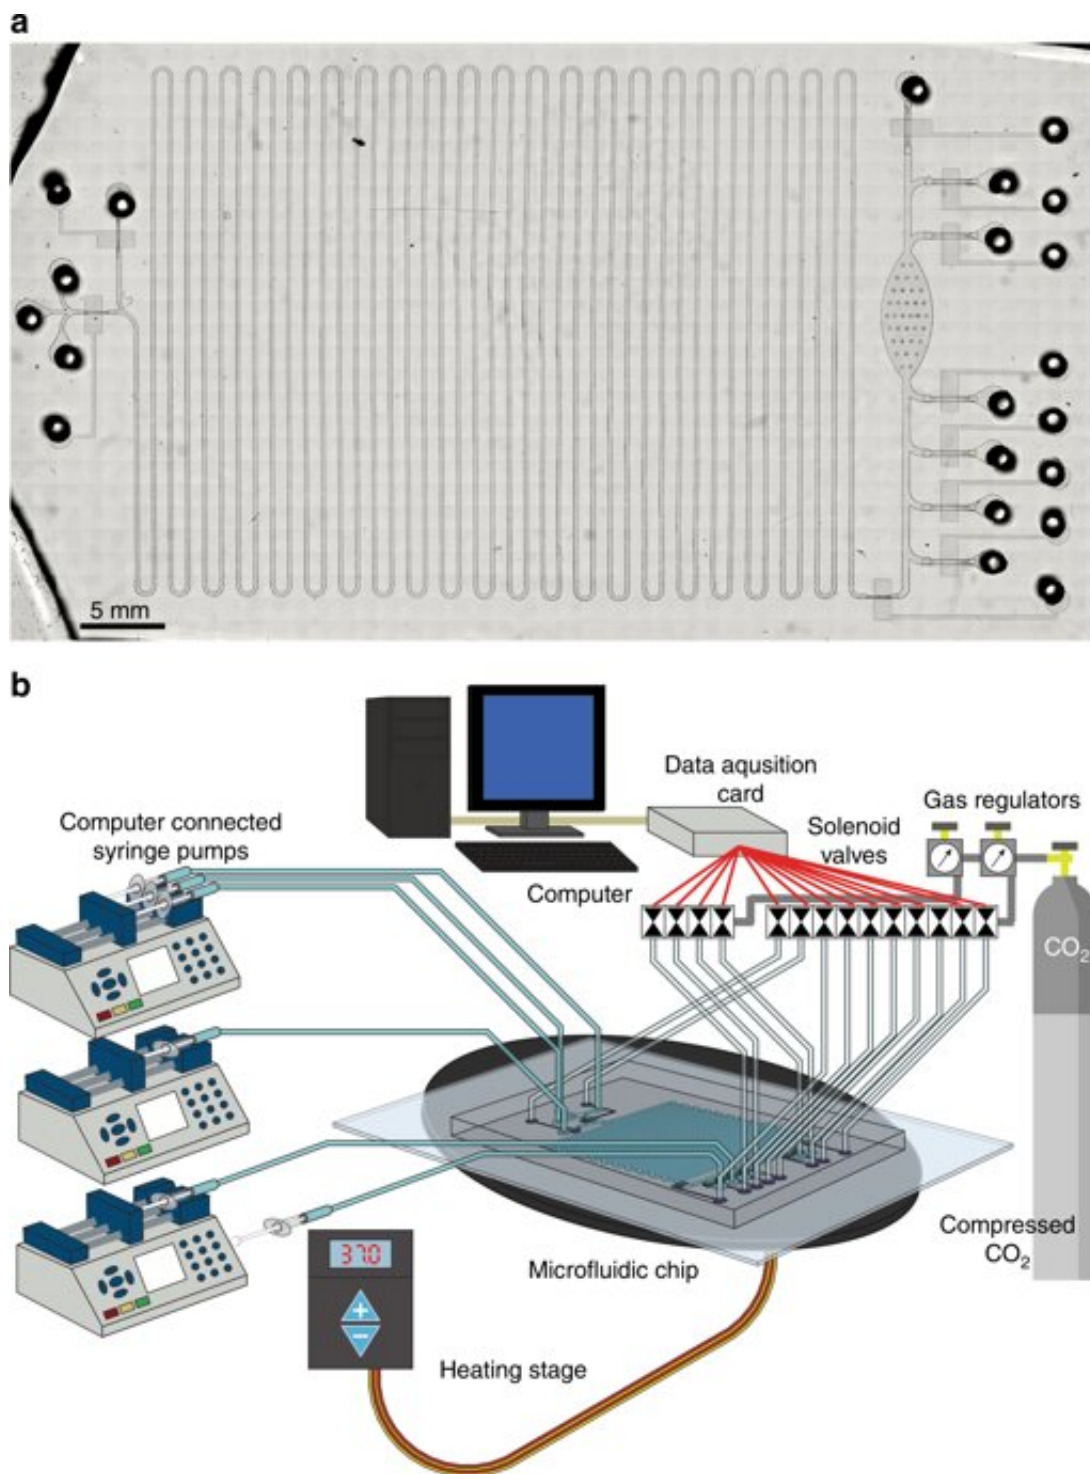 a
5 mm
b
Data aqusition
card
Gas regulators
Computer connected
syringe pumps
Solenoid
valves
Computer
CO₂
Compressed
CO₂
Microfluidic chip
37.0
+
−
Heating stage